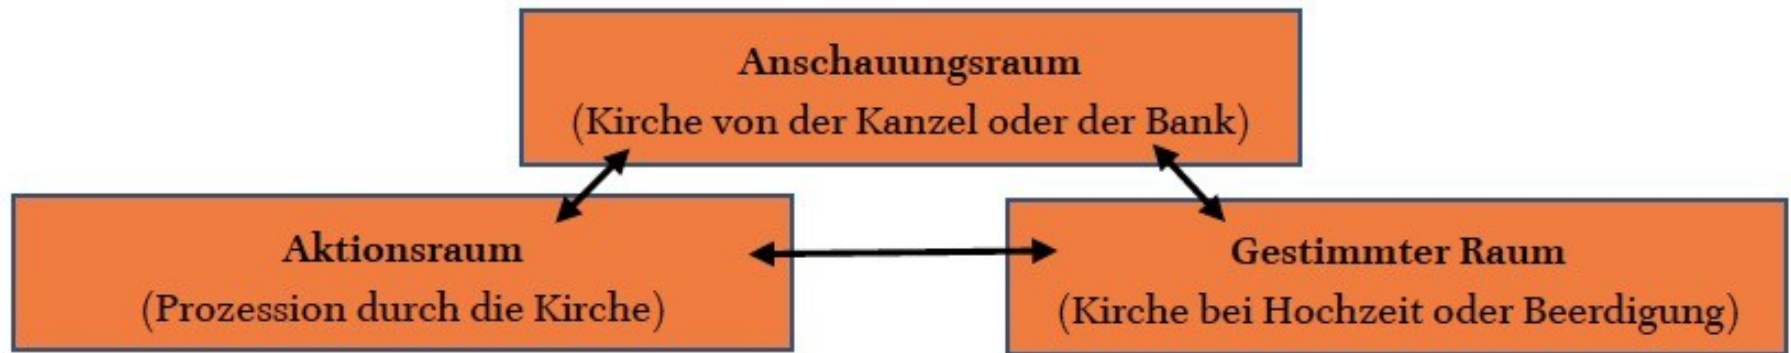 Anschauungsraum
(Kirche von der Kanzel oder der Bank)
Aktionsraum
(Prozession durch die Kirche)
Gestimmter Raum
(Kirche bei Hochzeit oder Beerdigung)